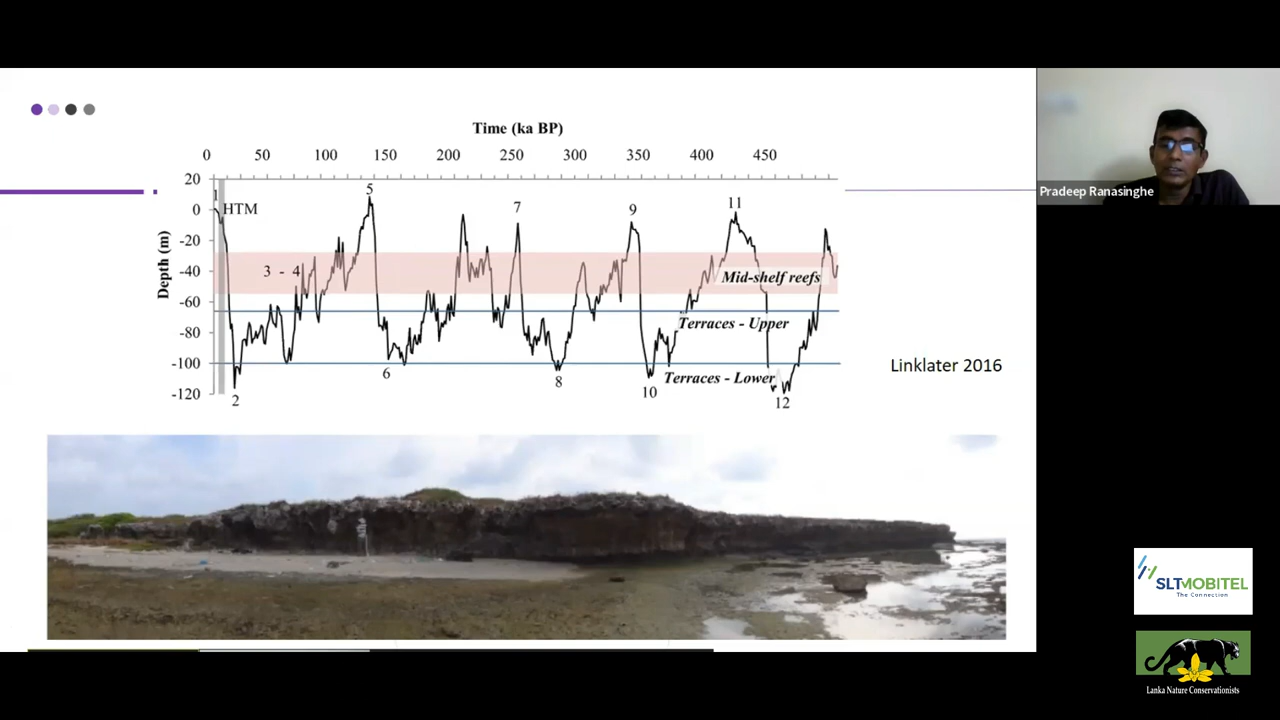 Time (ka BP)
0 50 100 150 200 250 300 350 400 450
20
0
-20
-40
-60
-80
-100
-120
Depth (m)
1
HTM
2
3 - 4
5
6
7
8
9
10
11
12
Mid-shelf reefs
Terraces - Upper
Terraces - Lower
Linklater 2016
Pradeep Ranasinghe
SLTMOBITEL
The Connection
Lanka Nature Conservationists